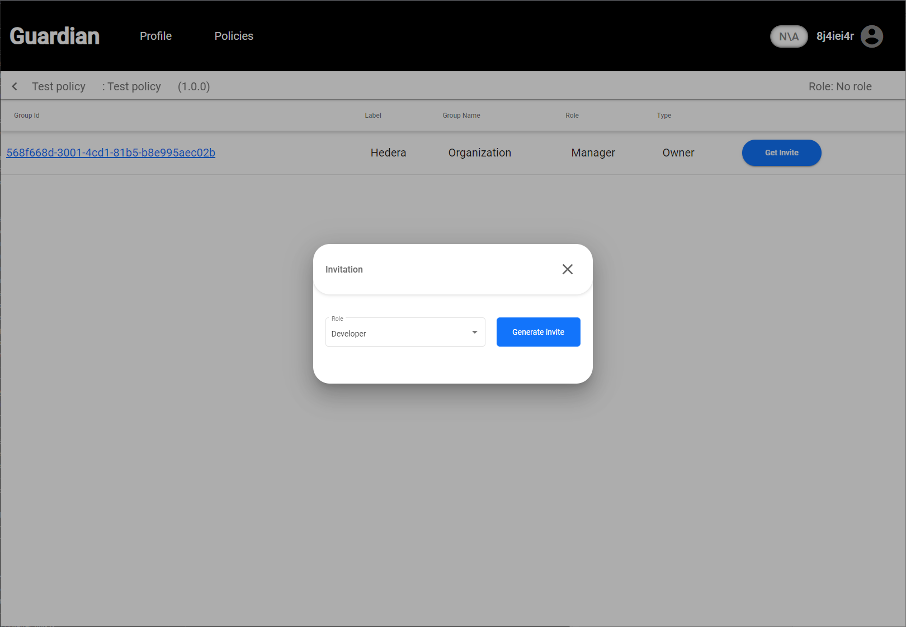 Guardian Profile Policies N\A 8j4iei4r
Test policy : Test policy (1.0.0) Role: No role
Group Id Label Group Name Role Type
568f668d-3001-4cd1-81b5-b8e995aec02b Hedera Organization Manager Owner Get Invite
Invitation
Role
Developer Generate Invite